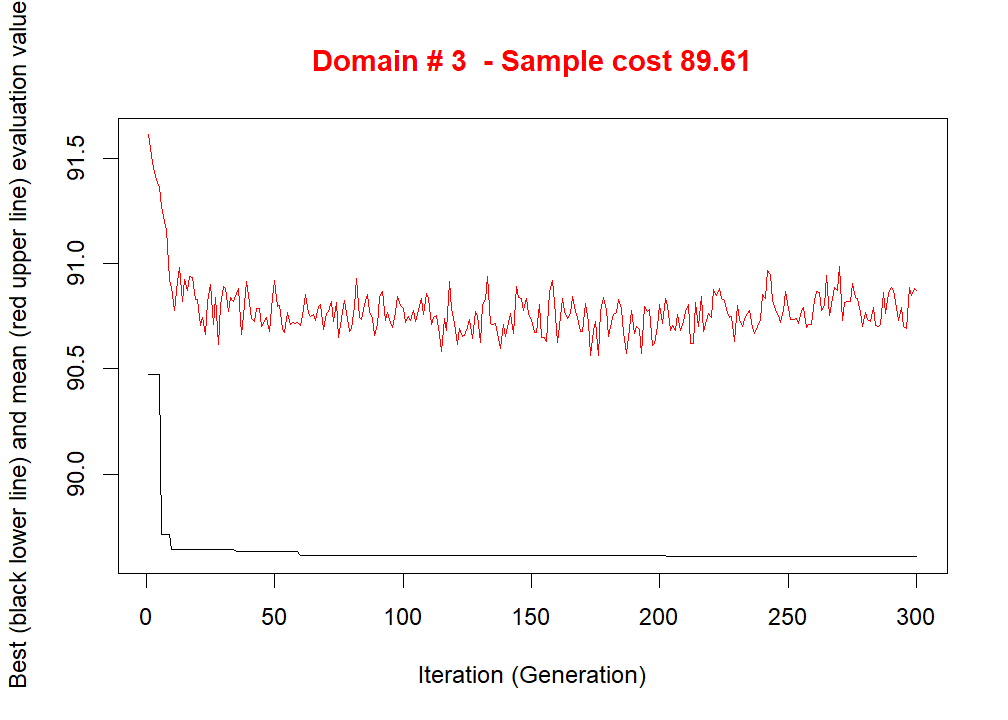 Domain # 3  - Sample cost 89.61
Best (black lower line) and mean (red upper line) evaluation value
91.5
91.0
90.5
90.0
0 50 100 150 200 250 300
Iteration (Generation)